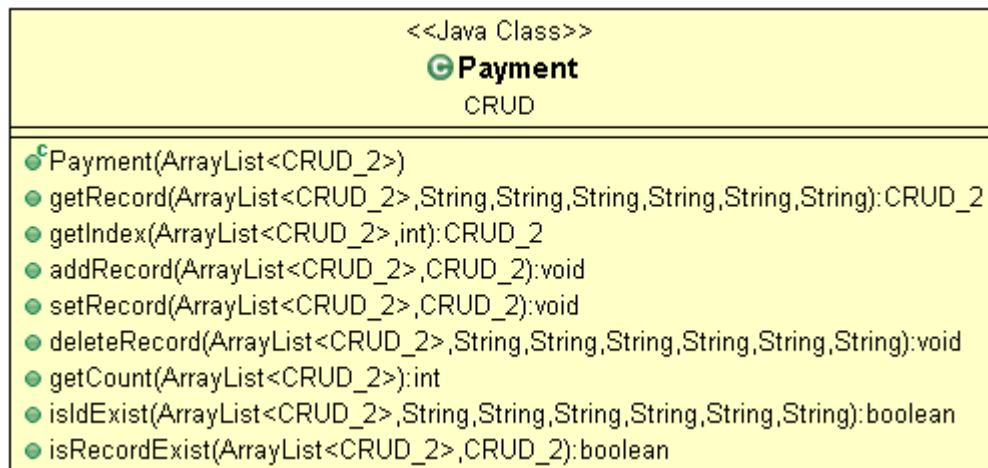 <<Java Class>>
Payment
CRUD
Payment(ArrayList<CRUD_2>)
getRecord(ArrayList<CRUD_2>,String,String,String,String,String,String):CRUD_2
getIndex(ArrayList<CRUD_2>,int):CRUD_2
addRecord(ArrayList<CRUD_2>,CRUD_2):void
setRecord(ArrayList<CRUD_2>,CRUD_2):void
deleteRecord(ArrayList<CRUD_2>,String,String,String,String,String,String):void
getCount(ArrayList<CRUD_2>):int
isIdExist(ArrayList<CRUD_2>,String,String,String,String,String,String):boolean
isRecordExist(ArrayList<CRUD_2>,CRUD_2):boolean